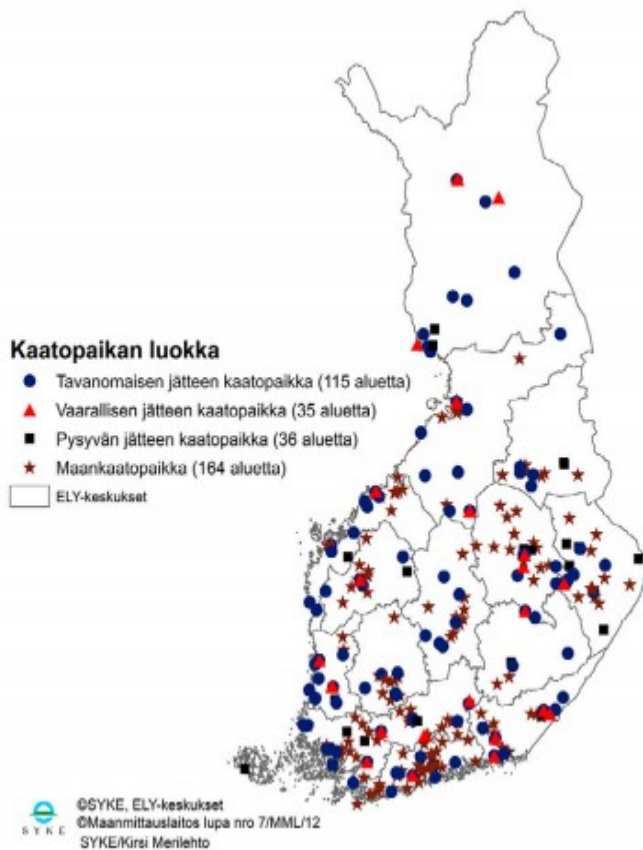 Kaatopaikan luokka
Tavanomaisen jätteen kaatopaikka (115 aluetta)
Vaarallisen jätteen kaatopaikka (35 aluetta)
Pysyvän jätteen kaatopaikka (36 aluetta)
Maankaatopaikka (164 aluetta)
ELY-keskukset
SYKE
©SYKE, ELY-keskukset
©Maanmittauslaitos lupa nro 7/MML/12
SYKE/Kirsi Merilehto